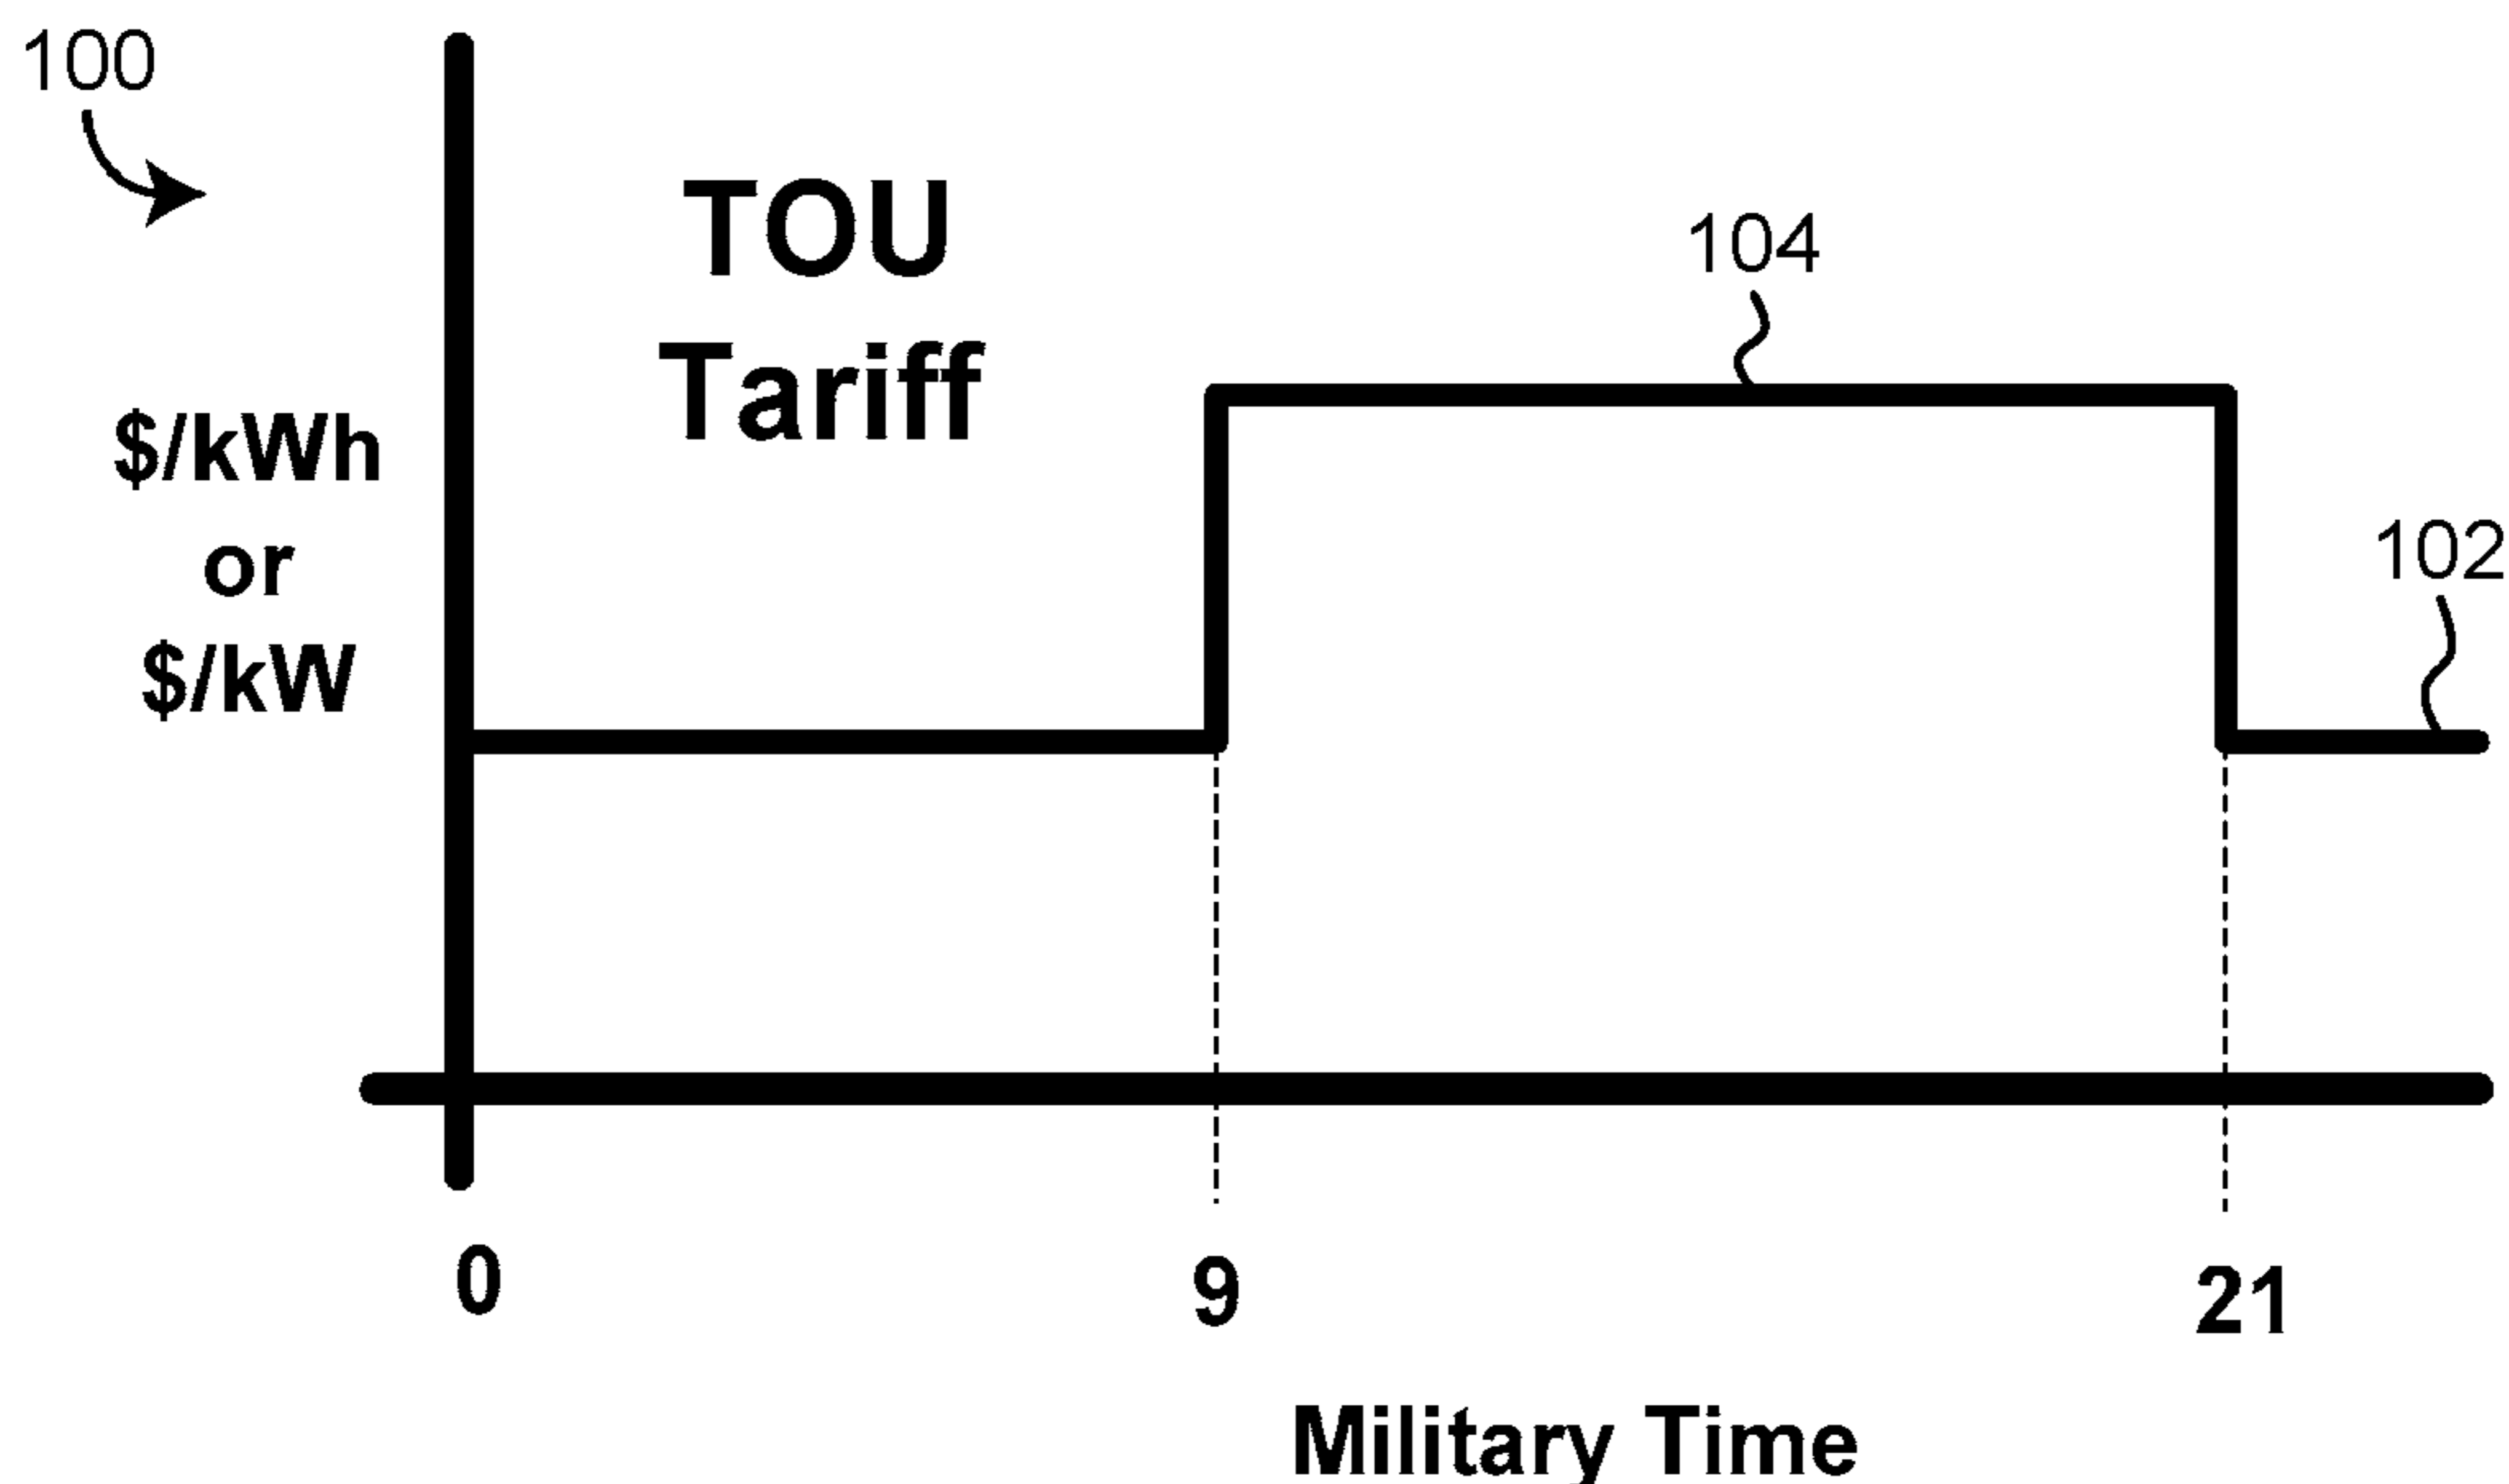 100
TOU
Tariff
104
$/kWh
or
$/kW
102
0
9
21
Military Time